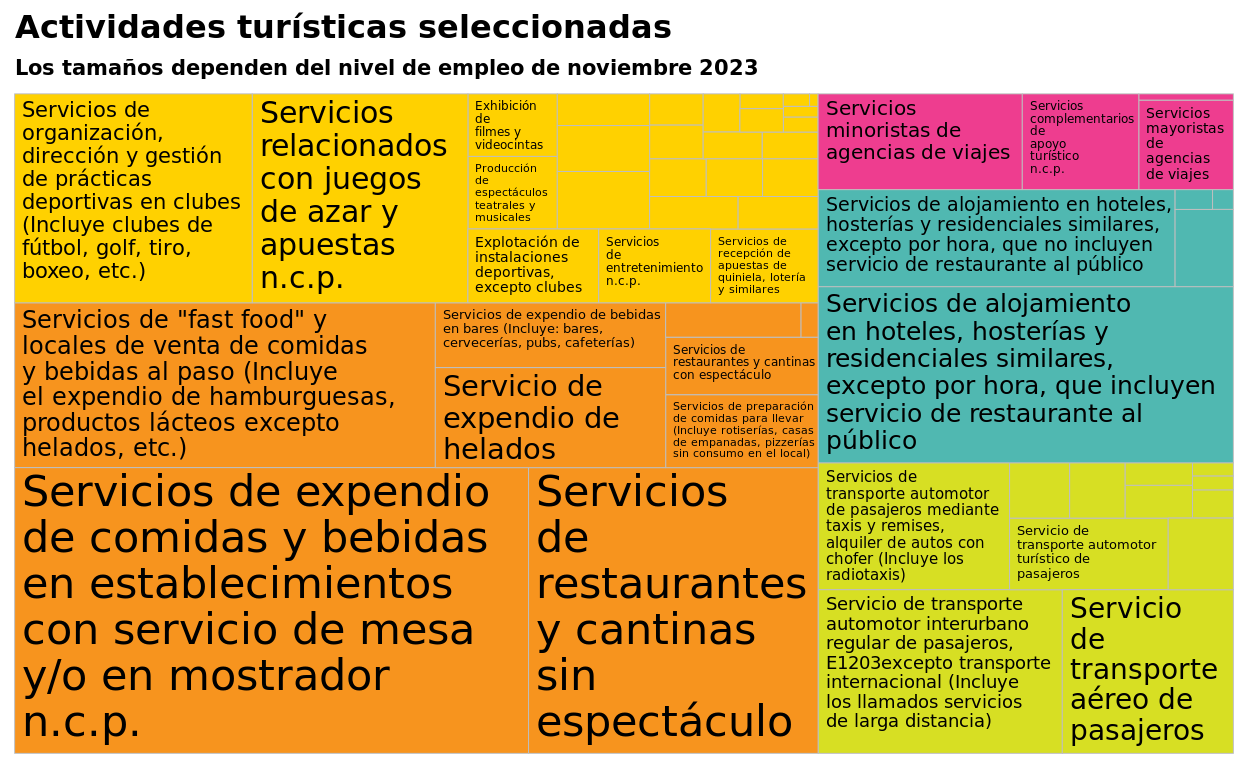 Actividades turísticas seleccionadas
Los tamaños dependen del nivel de empleo de noviembre 2023
Servicios de
organización,
dirección y gestión
de prácticas
deportivas en clubes
(Incluye clubes de
fútbol, golf, tiro,
boxeo, etc.)
Servicios
relacionados
con juegos
de azar y
apuestas
n.c.p.
Exhibición
de
filmes y
videocintas
Producción
de
espectáculos
teatrales y
musicales
Explotación de
instalaciones
deportivas,
excepto clubes
Servicios
de
entretenimiento
n.c.p.
Servicios de
recepción de
apuestas de
quiniela, lotería
y similares
Servicios
minoristas de
agencias de viajes
Servicios
complementarios
de
apoyo
turístico
n.c.p.
Servicios
mayoristas
de
agencias
de viajes
Servicios de alojamiento en hoteles,
hosterías y residenciales similares,
excepto por hora, que no incluyen
servicio de restaurante al público
Servicios de alojamiento
en hoteles, hosterías y
residenciales similares,
excepto por hora, que incluyen
servicio de restaurante al
público
Servicios de "fast food" y
locales de venta de comidas
y bebidas al paso (Incluye
el expendio de hamburguesas,
productos lácteos excepto
helados, etc.)
Servicios de expendio de bebidas
en bares (Incluye: bares,
cervecerías, pubs, cafeterías)
Servicio de
expendio de
helados
Servicios de
restaurantes y cantinas
con espectáculo
Servicios de preparación
de comidas para llevar
(Incluye rotiserías, casas
de empanadas, pizzerías
sin consumo en el local)
Servicios de expendio
de comidas y bebidas
en establecimientos
con servicio de mesa
y/o en mostrador
n.c.p.
Servicios
de
restaurantes
y cantinas
sin
espectáculo
Servicios de
transporte automotor
de pasajeros mediante
taxis y remises,
alquiler de autos con
chofer (Incluye los
radiotaxis)
Servicio de
transporte automotor
turístico de
pasajeros
Servicio de transporte
automotor interurbano
regular de pasajeros,
E1203excepto transporte
internacional (Incluye
los llamados servicios
de larga distancia)
Servicio
de
transporte
aéreo de
pasajeros